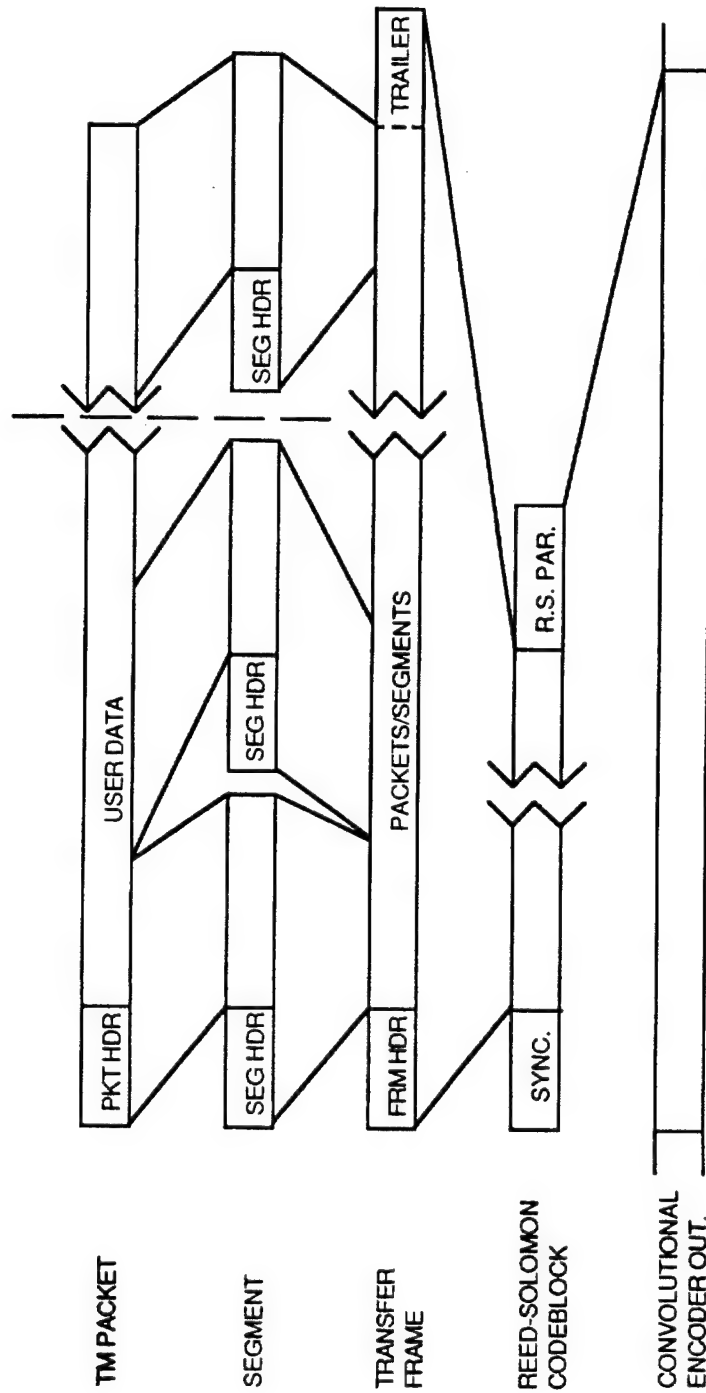 TM PACKET
PKT HDR
USER DATA
SEGMENT
SEG HDR
SEG HDR
SEG HDR
TRANSFER
FRAME
FRM HDR
PACKETS/SEGMENTS
TRAILER
REED-SOLOMON
CODEBLOCK
SYNC.
R.S. PAR.
CONVOLUTIONAL
ENCODER OUT.